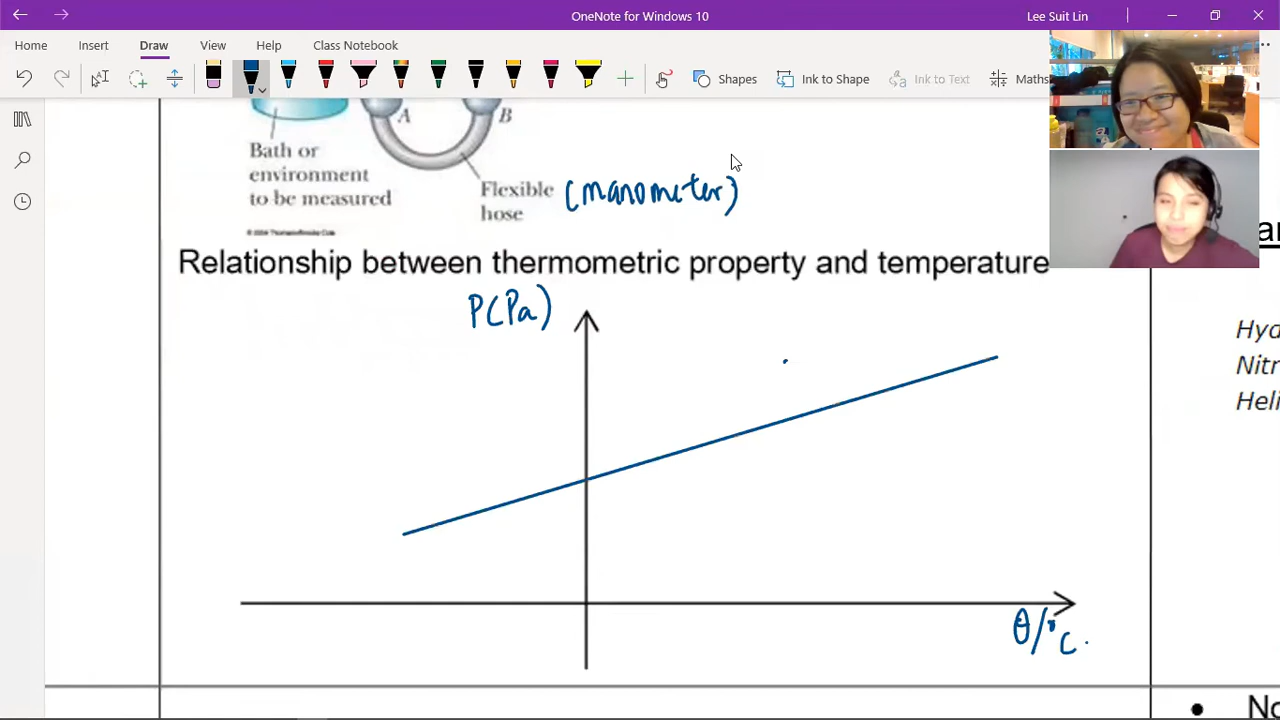 OneNote for Windows 10
Lee Suit Lin
Home Insert Draw View Help Class Notebook
Shapes Ink to Shape Ink to Text Maths
A B
Bath or
environment
to be measured
Flexible
hose
(manometer)
Relationship between thermometric property and temperature
P(Pa)
Hyd
Nitr
Heli
θ/°C
No